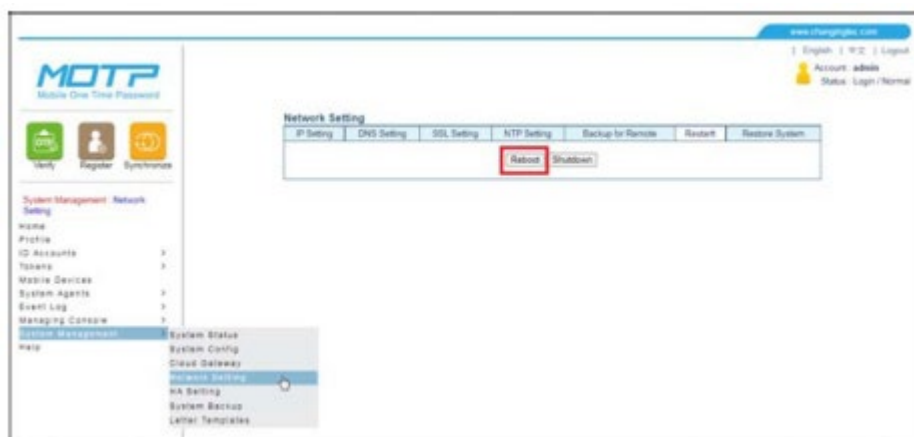 www.changingtec.com
| English | 中文 | Logout
Account : admin
Status : Login / Normal
MOTP
Mobile One Time Password
Verify Register Synchronize
System Management Network Setting
Home
Profile
ID Accounts >
Tokens >
Mobile Devices
System Agents >
Event Log >
Managing Console >
System Management >
Help
Network Setting
IP Setting DNS Setting SSL Setting NTP Setting Backup for Remote Restart Restore System
Reboot Shutdown
System Status
System Config
Cloud Gateway
Network Setting
HA Setting
System Backup
Letter Templates